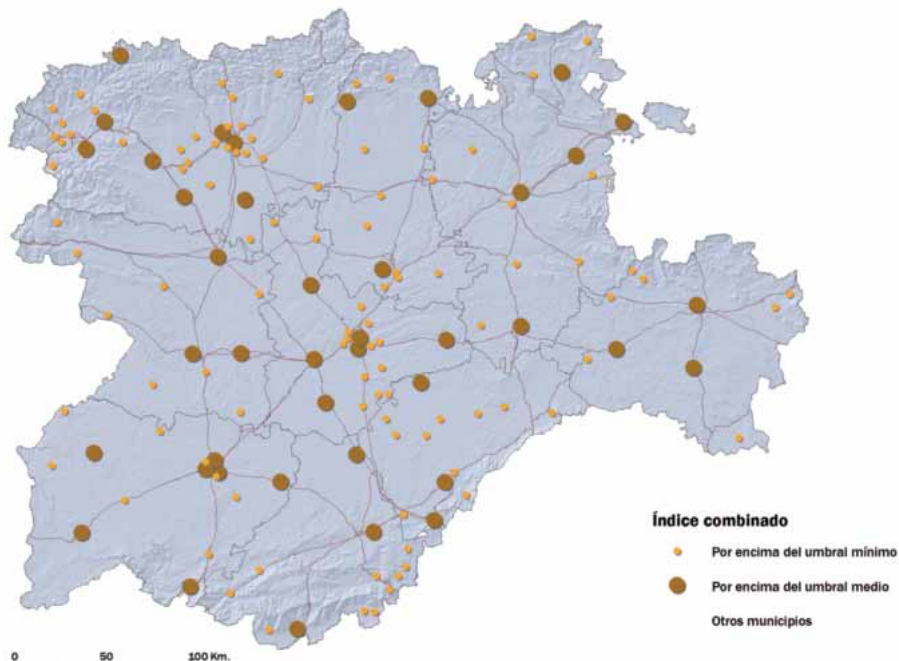 Índice combinado
Por encima del umbral mínimo
Por encima del umbral medio
Otros municipios
0 50 100 Km.